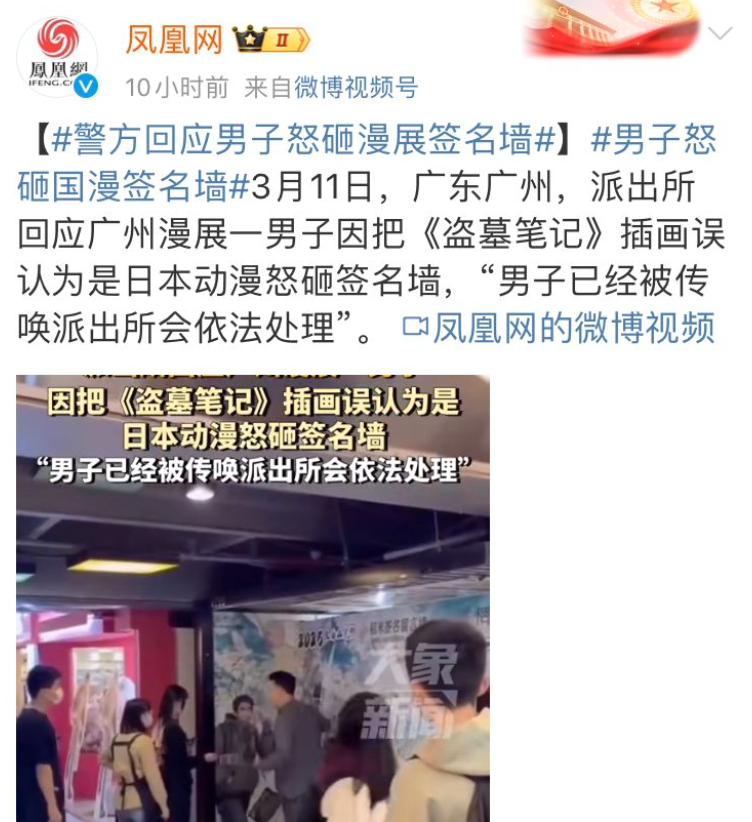 凤凰网
II
鳳凰網
IFENG.C
10小时前 来自微博视频号
【#警方回应男子怒砸漫展签名墙#】#男子怒
砸国漫签名墙#3月11日，广东广州，派出所
回应广州漫展一男子因把《盗墓笔记》插画误
认为是日本动漫怒砸签名墙，“男子已经被传
唤派出所会依法处理”。凤凰网的微博视频
因把《盗墓笔记》插画误认为是
日本动漫怒砸签名墙
“男子已经被传唤派出所会依法处理”
大象
新闻